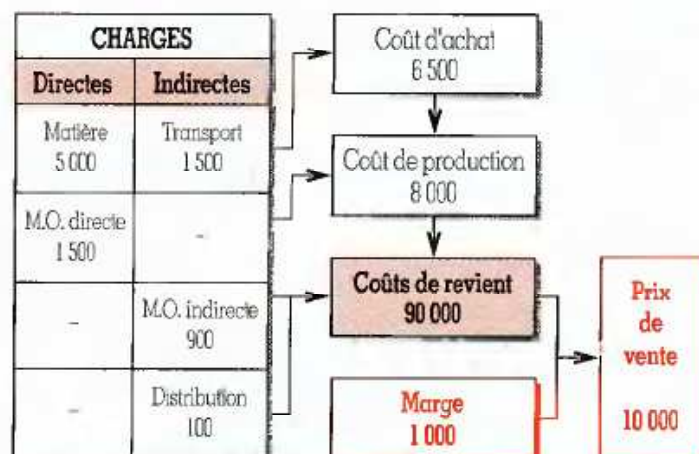 CHARGES
Directes Indirectes
Matière Transport
5 000 1 500
M.O. directe -
1 500
- M.O. indirecte
900
- Distribution
100
Coût d'achat
6 500
Coût de production
8 000
Coûts de revient
90 000
Marge
1 000
Prix
de
vente
10 000